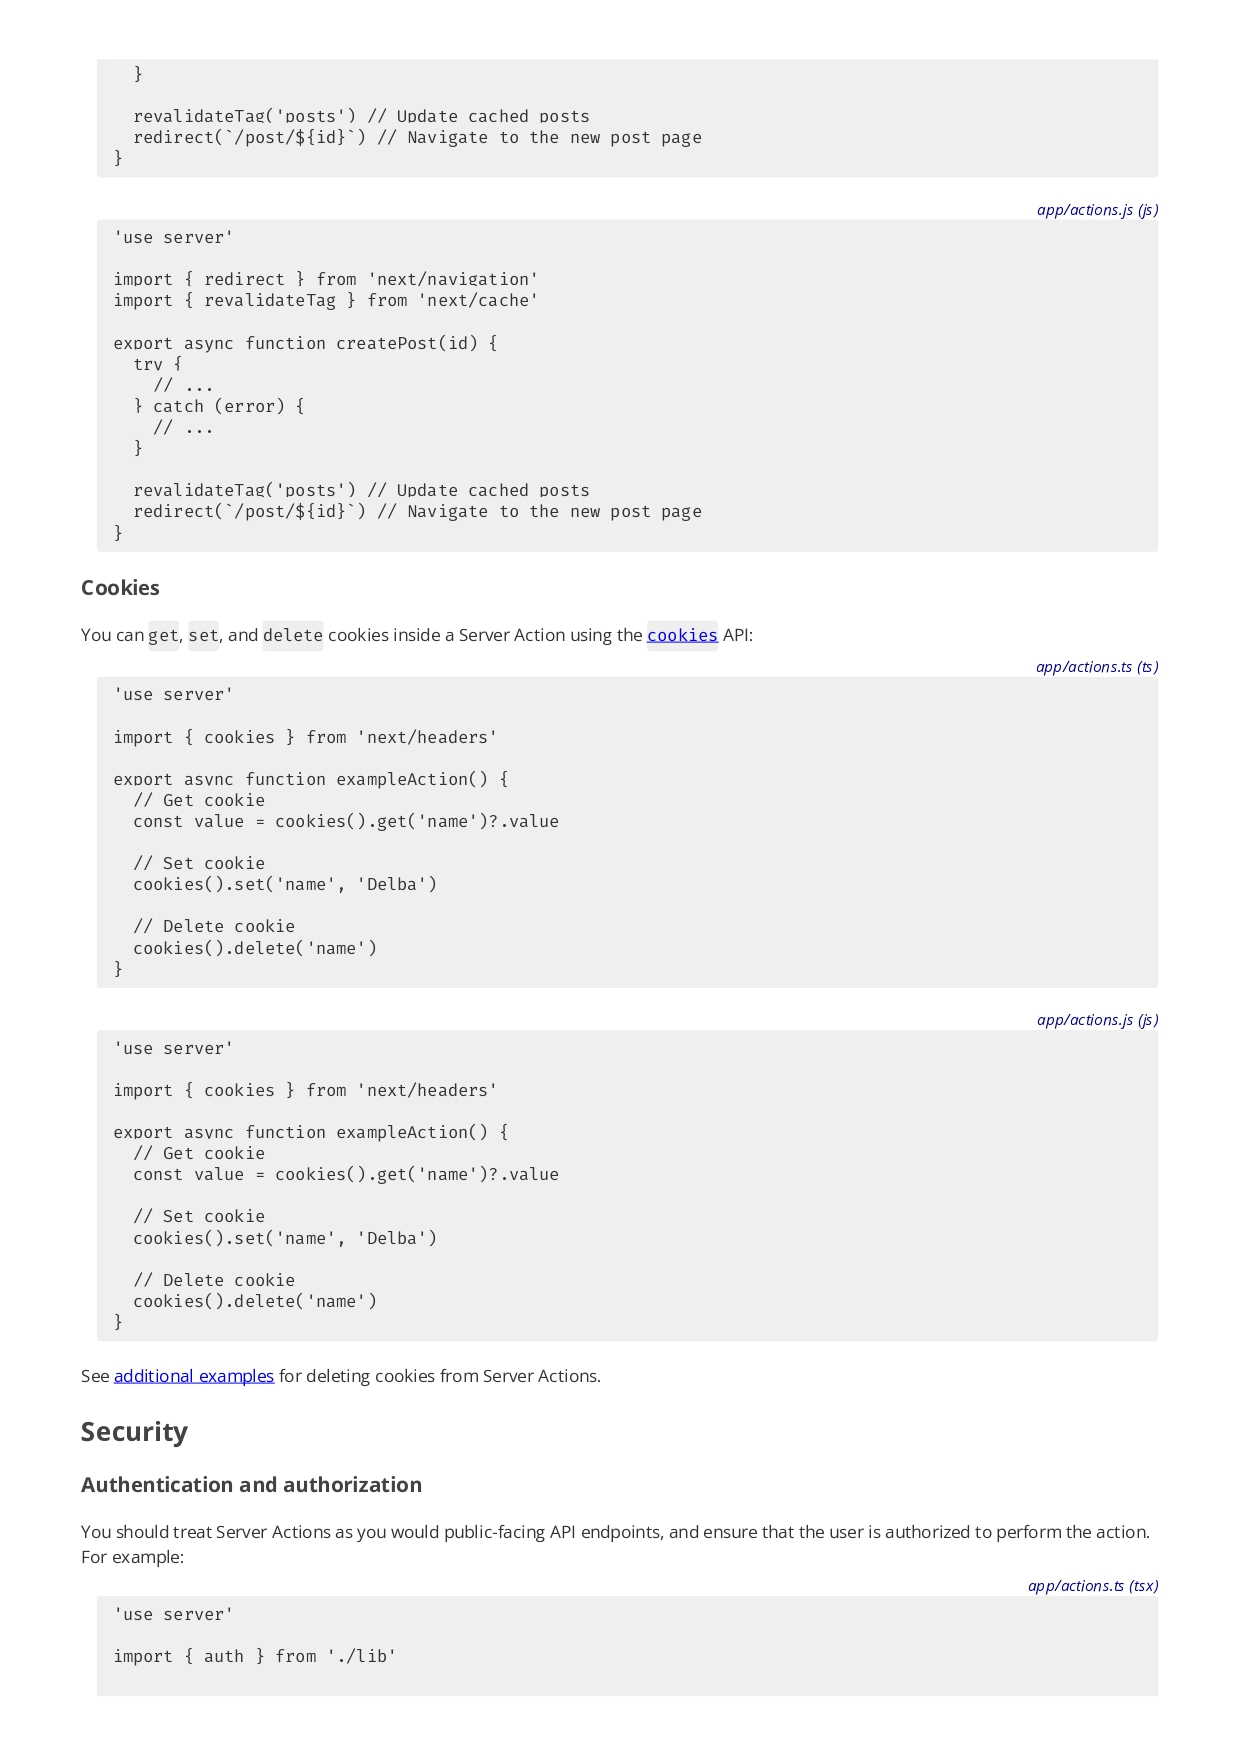 }

  revalidateTag('posts') // Update cached posts
  redirect(`/post/${id}`) // Navigate to the new post page
}
app/actions.js (js)
'use server'

import { redirect } from 'next/navigation'
import { revalidateTag } from 'next/cache'

export async function createPost(id) {
  try {
    // ...
  } catch (error) {
    // ...
  }

  revalidateTag('posts') // Update cached posts
  redirect(`/post/${id}`) // Navigate to the new post page
}
Cookies
You can get, set, and delete cookies inside a Server Action using the cookies API:
app/actions.ts (ts)
'use server'

import { cookies } from 'next/headers'

export async function exampleAction() {
  // Get cookie
  const value = cookies().get('name')?.value

  // Set cookie
  cookies().set('name', 'Delba')

  // Delete cookie
  cookies().delete('name')
}
app/actions.js (js)
'use server'

import { cookies } from 'next/headers'

export async function exampleAction() {
  // Get cookie
  const value = cookies().get('name')?.value

  // Set cookie
  cookies().set('name', 'Delba')

  // Delete cookie
  cookies().delete('name')
}
See additional examples for deleting cookies from Server Actions.
Security
Authentication and authorization
You should treat Server Actions as you would public-facing API endpoints, and ensure that the user is authorized to perform the action.
For example:
app/actions.ts (tsx)
'use server'

import { auth } from './lib'